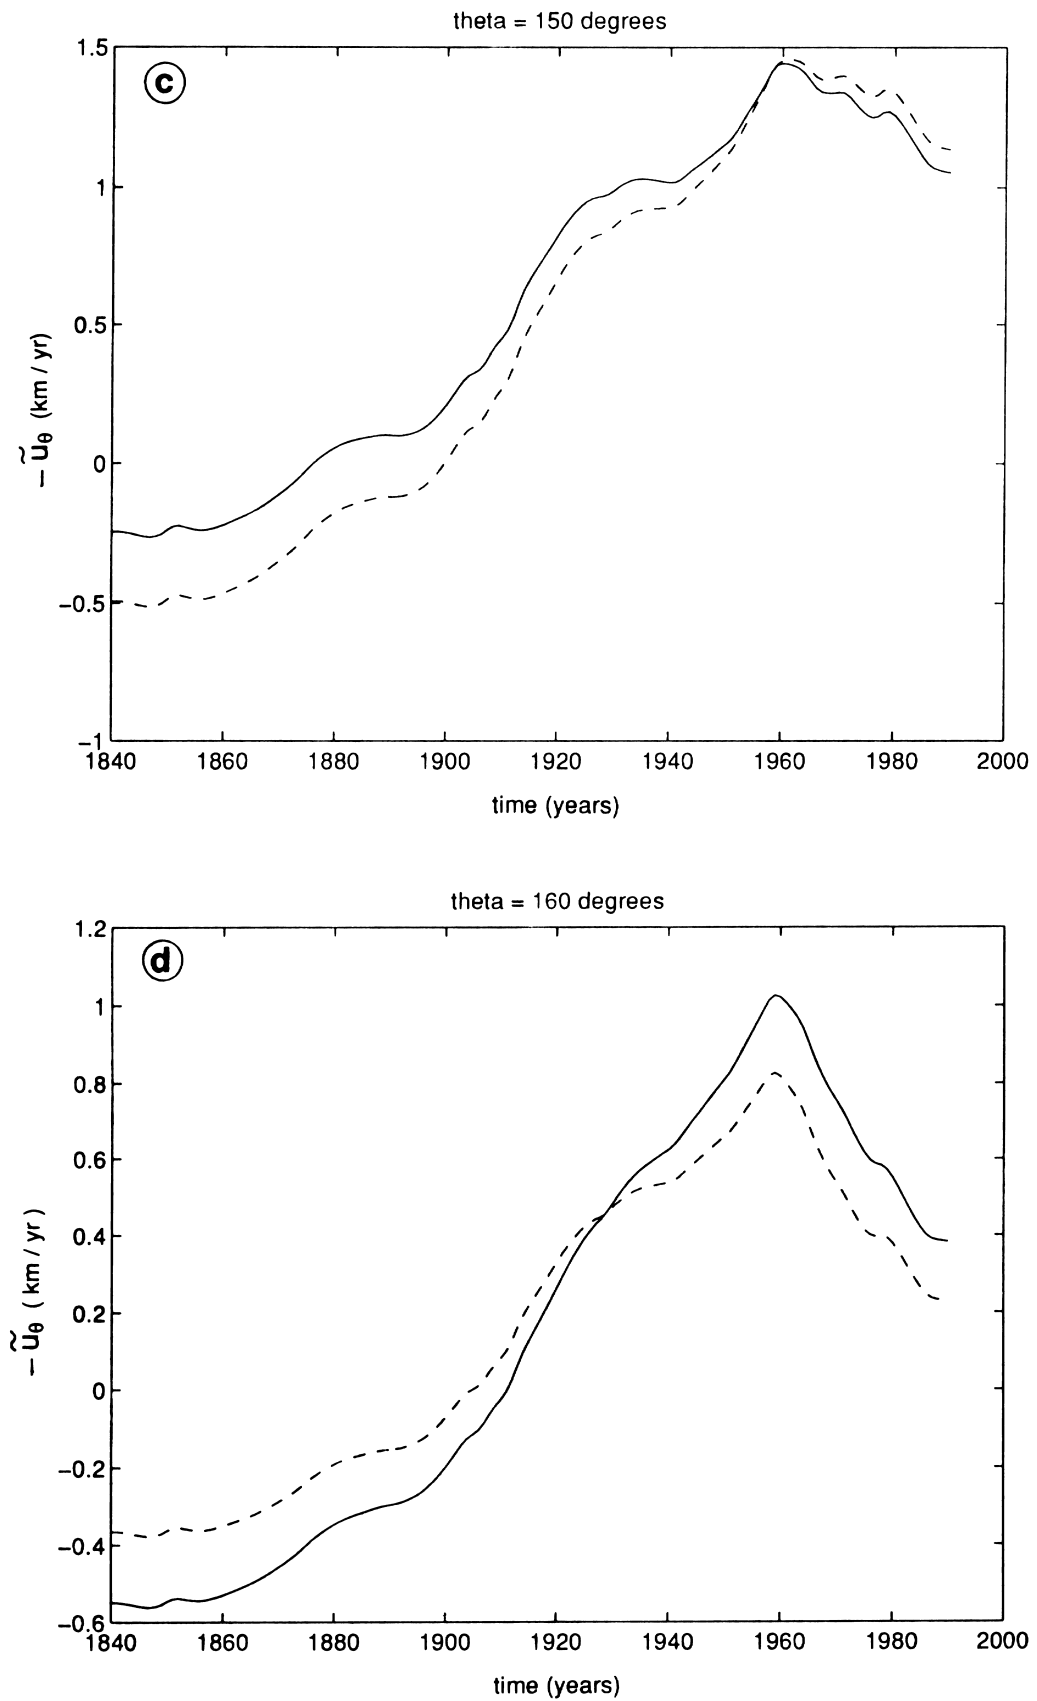 theta = 150 degrees
c
1.5
1
0.5
0
−0.5
−1
− ũθ (km / yr)
1840 1860 1880 1900 1920 1940 1960 1980 2000
time (years)
theta = 160 degrees
d
1.2
1
0.8
0.6
0.4
0.2
0
−0.2
−0.4
−0.6
− ũθ ( km / yr )
1840 1860 1880 1900 1920 1940 1960 1980 2000
time (years)